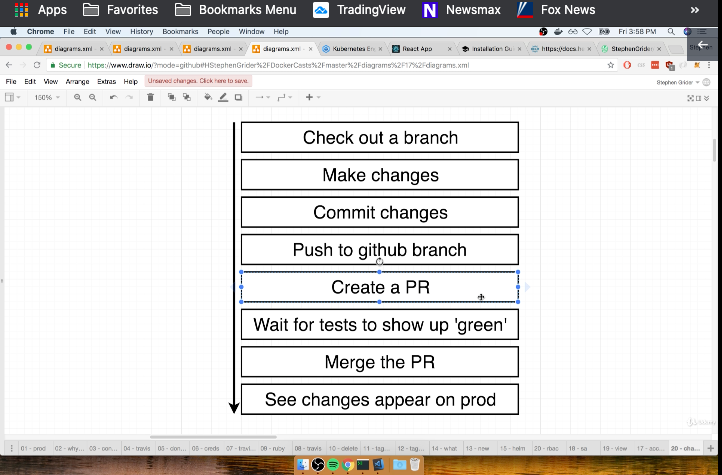 Apps Favorites Bookmarks Menu TradingView Newsmax Fox News »
Chrome File Edit View History Bookmarks People Window Help Fri 3:58 PM
diagrams.xml - diagrams.xml - diagrams.xml - diagrams.xml - Kubernetes En React App Installation Gu https://docs.he StephenGrider
Secure https://www.draw.io/?mode=github#HStephenGrider%2FDockerCasts%2Fmaster%2Fdiagrams%2F17%2Fdiagrams.xml
File Edit View Arrange Extras Help Unsaved changes. Click here to save. Stephen Grider
150%
Check out a branch
Make changes
Commit changes
Push to github branch
Create a PR
Wait for tests to show up 'green'
Merge the PR
See changes appear on prod
01 - prod 02 - why... 03 - con... 04 - travis 05 - con... 06 - creds 07 - travi... 08 - ruby 09 - travis 10 - delete 11 - tag... 12 - tag... 14 - what 13 - new 15 - helm 20 - mac 18 - sa 19 - view 17 - acc... 20 - cha...